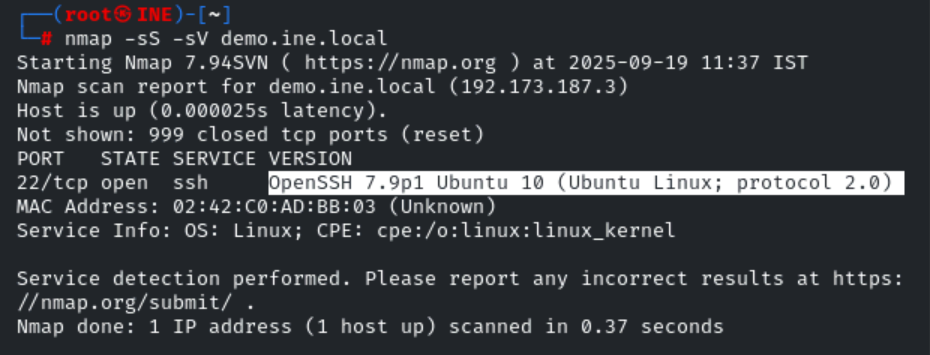 ┌──(root㉿INE)-[~]
└─# nmap -sS -sV demo.ine.local
Starting Nmap 7.94SVN ( https://nmap.org ) at 2025-09-19 11:37 IST
Nmap scan report for demo.ine.local (192.173.187.3)
Host is up (0.000025s latency).
Not shown: 999 closed tcp ports (reset)
PORT   STATE SERVICE VERSION
22/tcp open  ssh     OpenSSH 7.9p1 Ubuntu 10 (Ubuntu Linux; protocol 2.0)
MAC Address: 02:42:C0:AD:BB:03 (Unknown)
Service Info: OS: Linux; CPE: cpe:/o:linux:linux_kernel

Service detection performed. Please report any incorrect results at https:
//nmap.org/submit/ .
Nmap done: 1 IP address (1 host up) scanned in 0.37 seconds